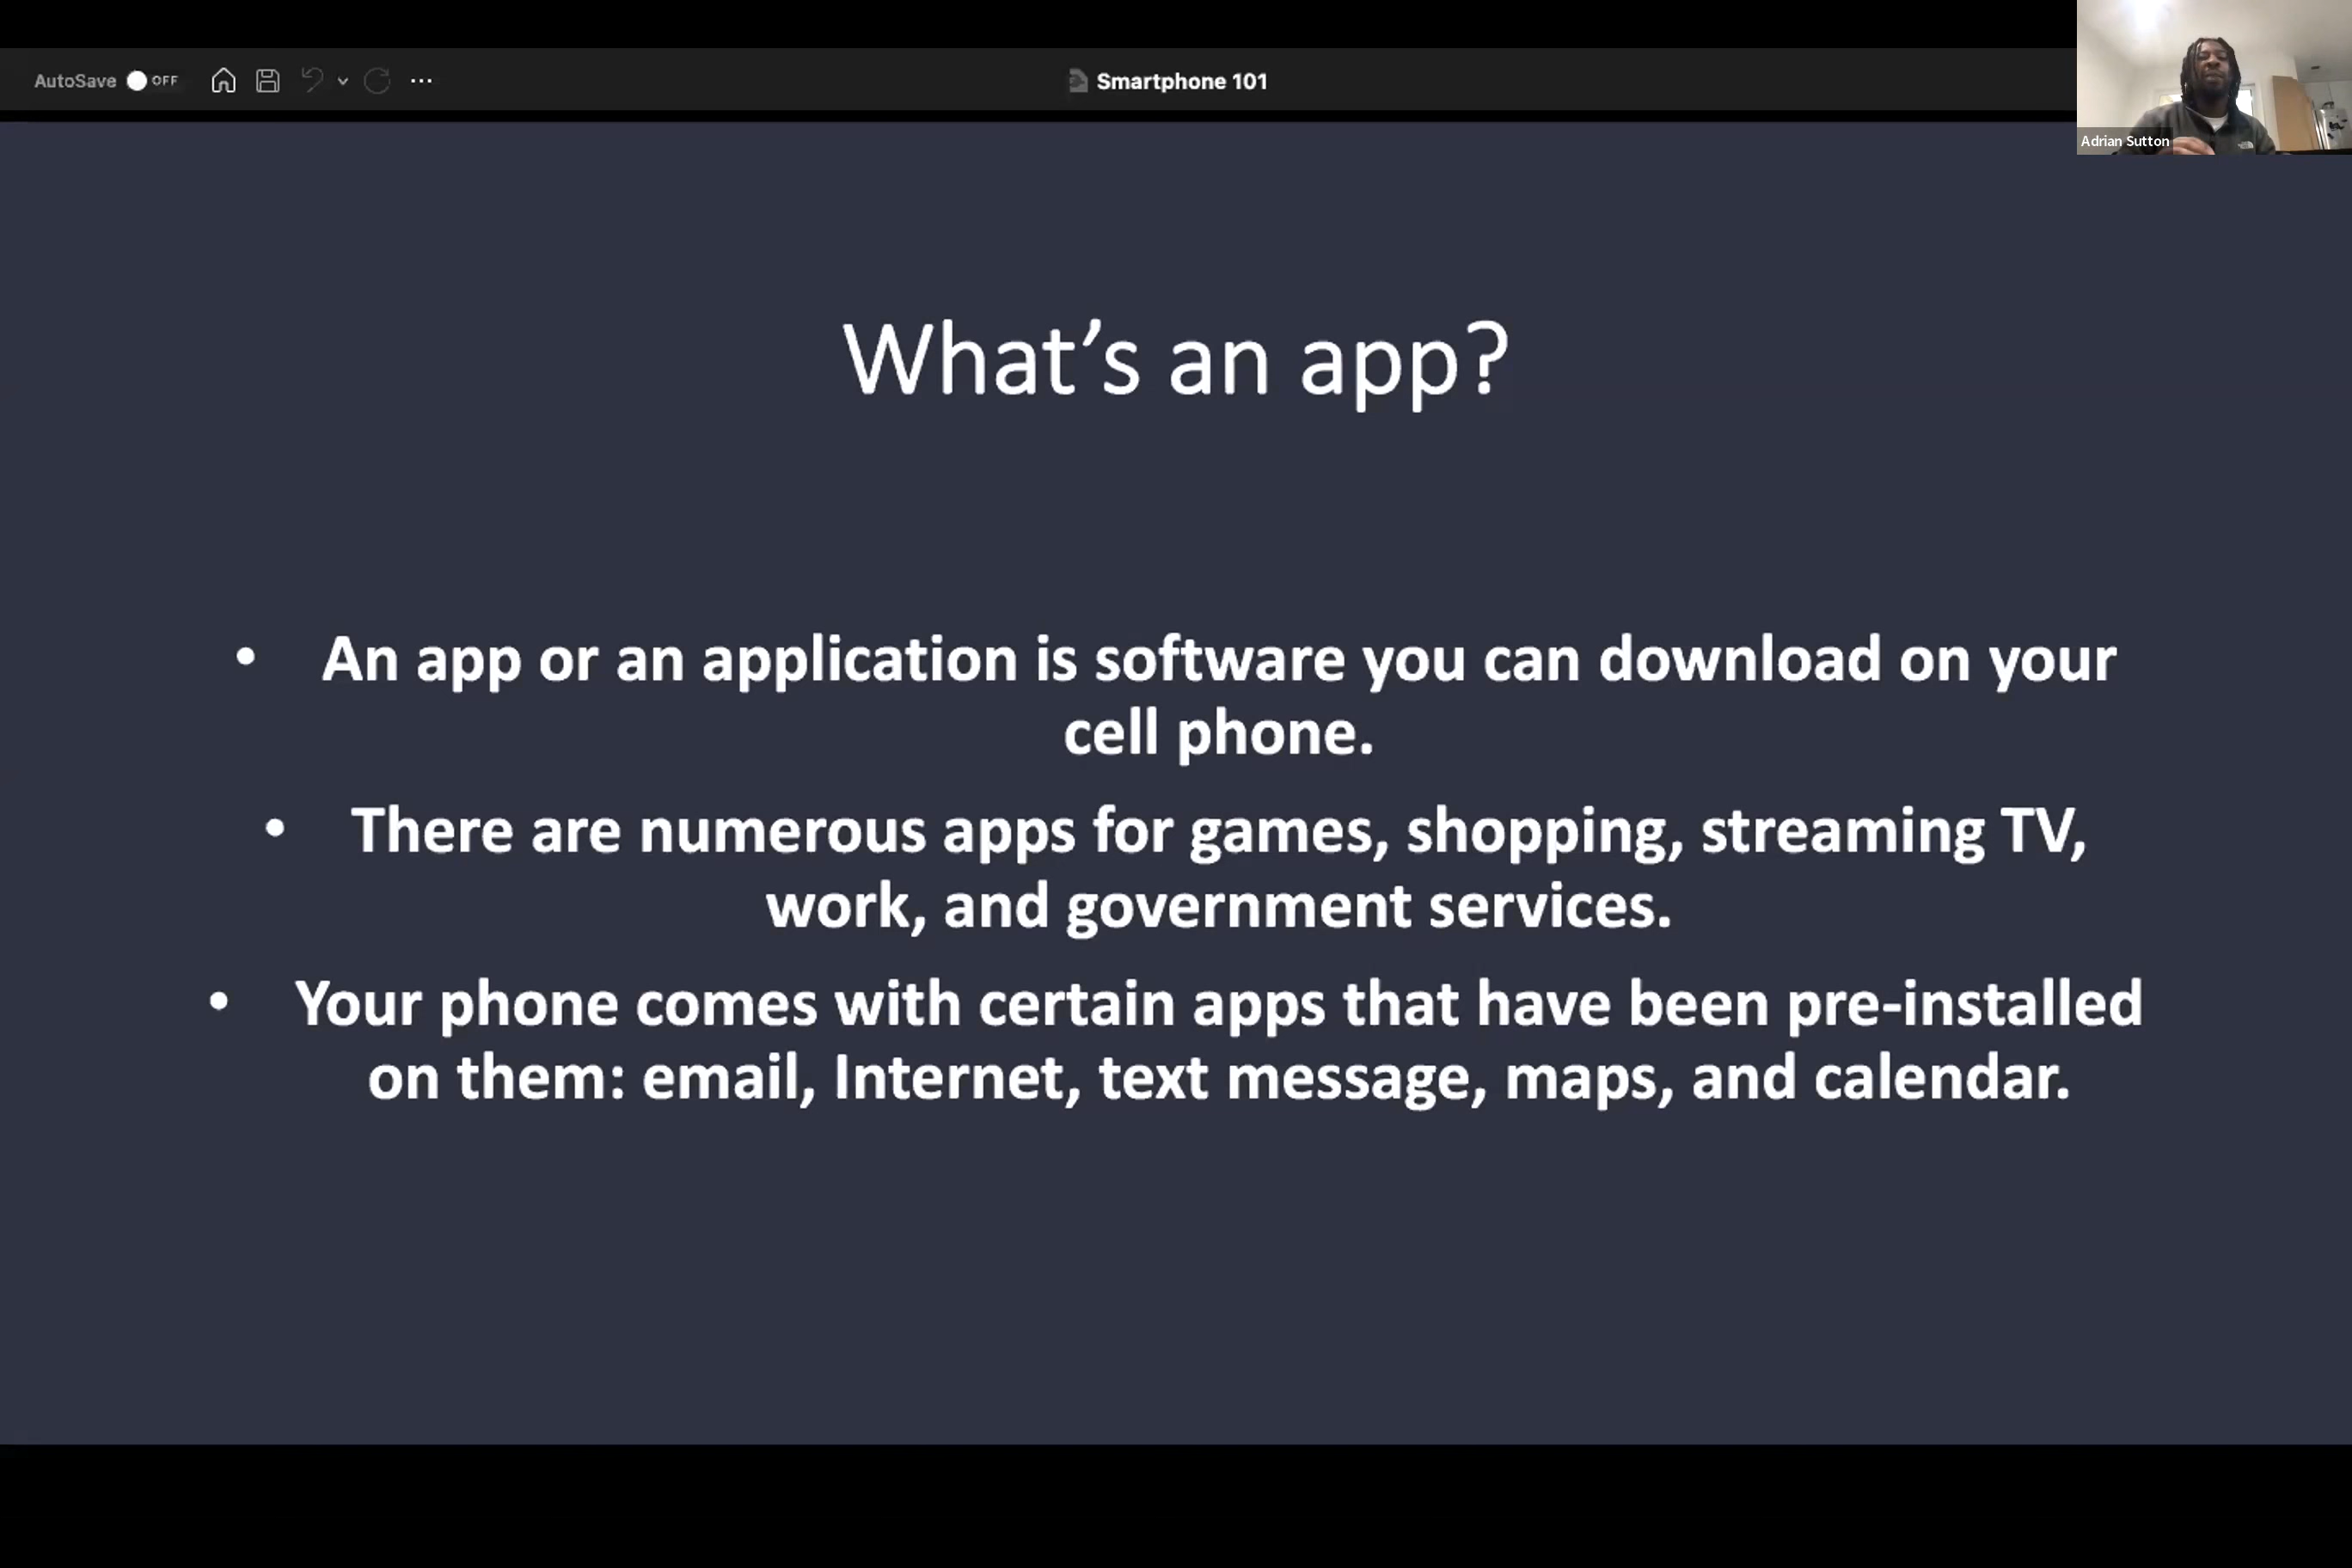 AutoSave OFF
Smartphone 101
Adrian Sutton
What’s an app?
• An app or an application is software you can download on your
cell phone.
• There are numerous apps for games, shopping, streaming TV,
work, and government services.
• Your phone comes with certain apps that have been pre-installed
on them: email, Internet, text message, maps, and calendar.